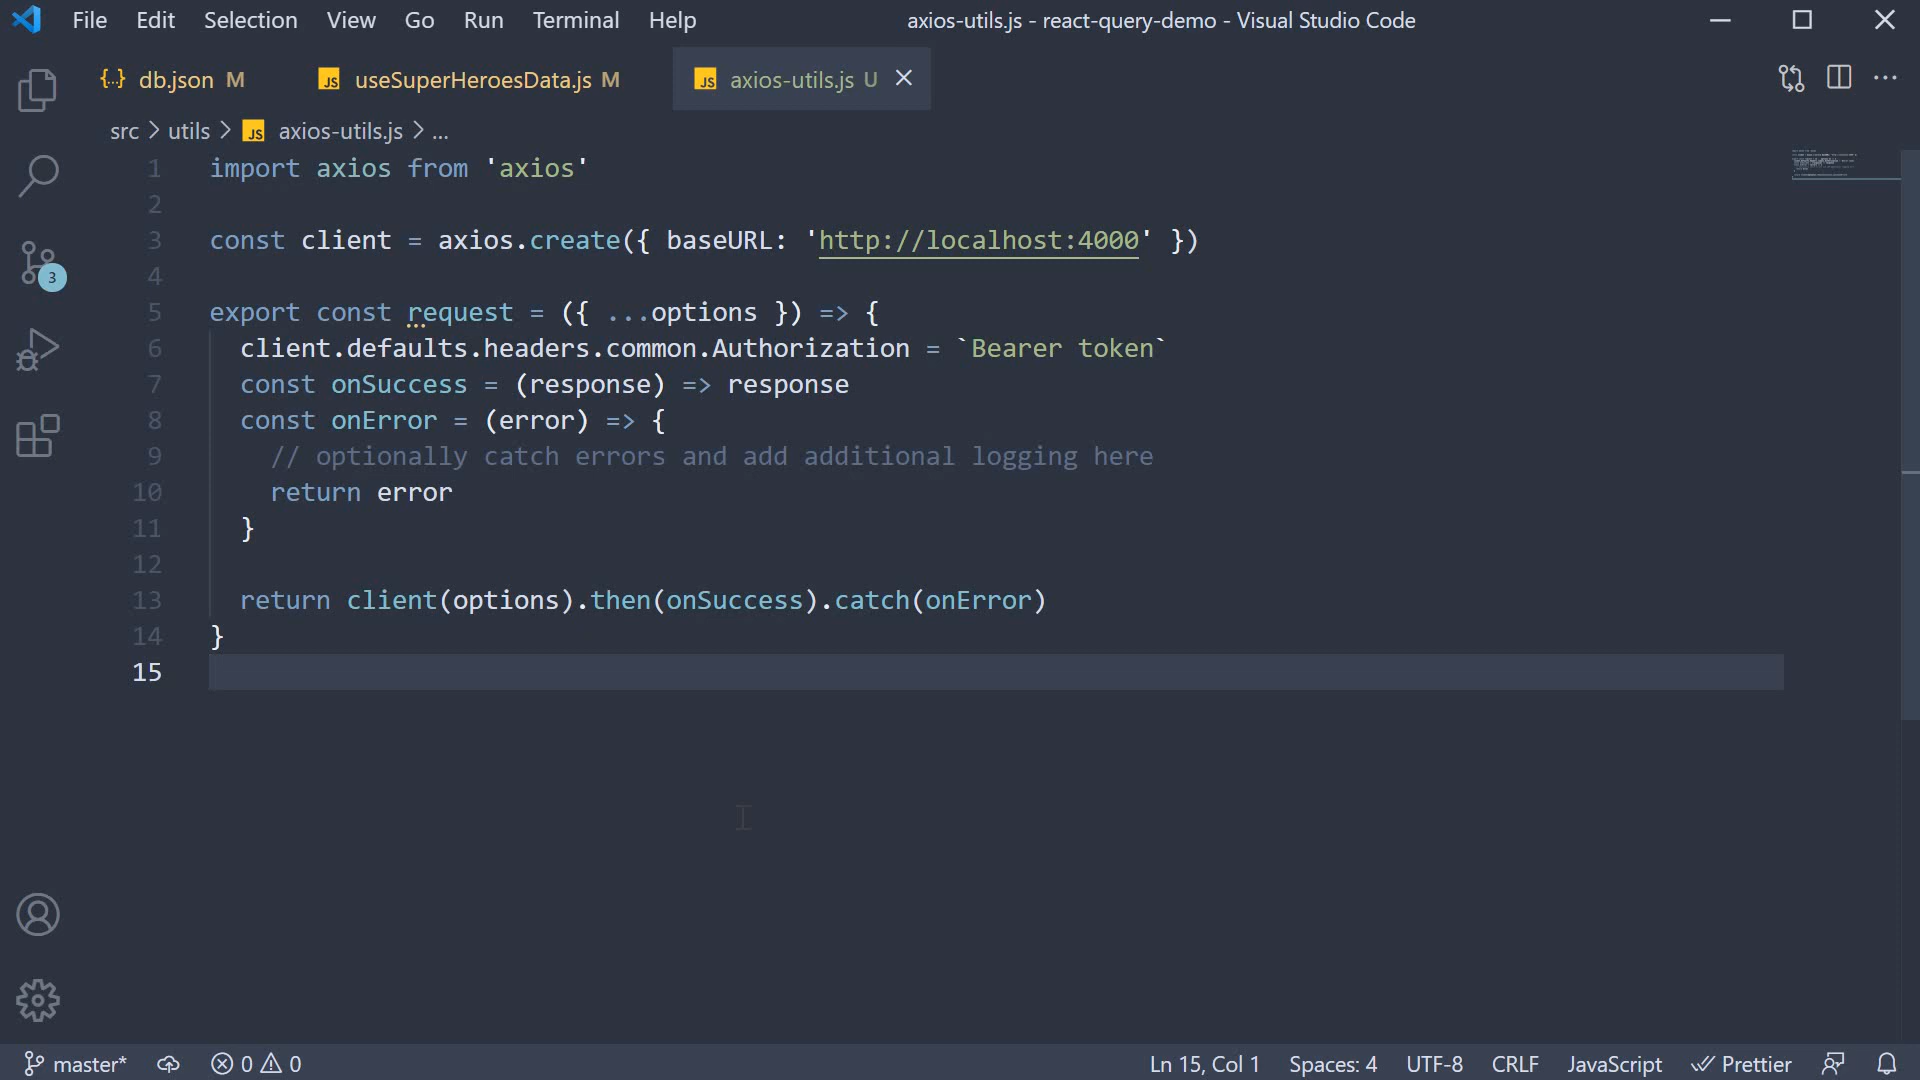 File Edit Selection View Go Run Terminal Help axios-utils.js - react-query-demo - Visual Studio Code
{..} db.json M JS useSuperHeroesData.js M JS axios-utils.js U
src > utils > JS axios-utils.js > ...
1 import axios from 'axios'
2
3 const client = axios.create({ baseURL: 'http://localhost:4000' })
4
5 export const request = ({ ...options }) => {
6 client.defaults.headers.common.Authorization = `Bearer token`
7 const onSuccess = (response) => response
8 const onError = (error) => {
9 // optionally catch errors and add additional logging here
10 return error
11 }
12
13 return client(options).then(onSuccess).catch(onError)
14 }
15
3
master* 0 0 Ln 15, Col 1 Spaces: 4 UTF-8 CRLF JavaScript Prettier